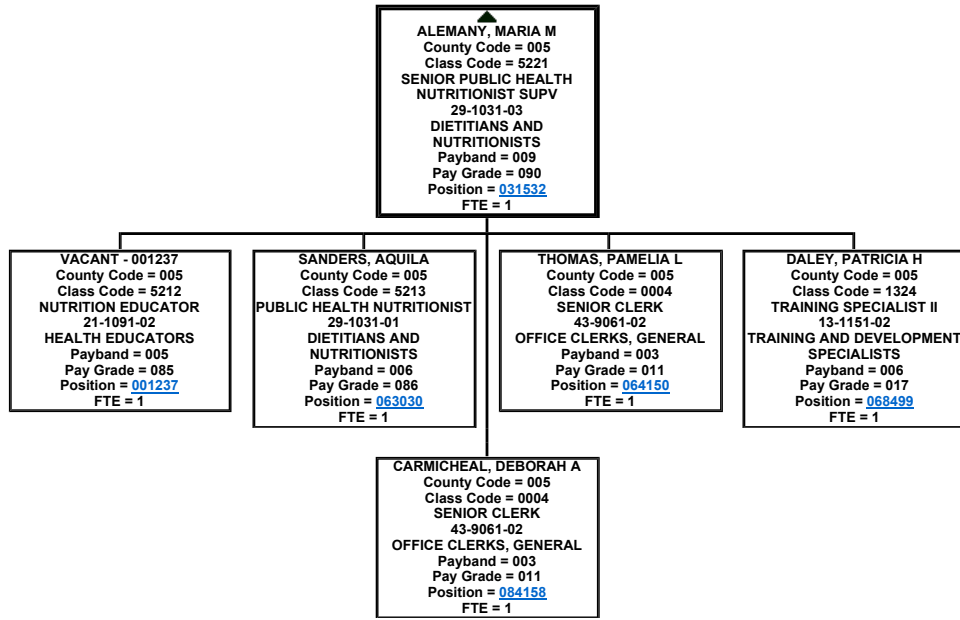 ALEMANY, MARIA M
County Code = 005
Class Code = 5221
SENIOR PUBLIC HEALTH
NUTRITIONIST SUPV
29-1031-03
DIETITIANS AND
NUTRITIONISTS
Payband = 009
Pay Grade = 090
Position = 031532
FTE = 1
VACANT - 001237
County Code = 005
Class Code = 5212
NUTRITION EDUCATOR
21-1091-02
HEALTH EDUCATORS
Payband = 005
Pay Grade = 085
Position = 001237
FTE = 1
SANDERS, AQUILA
County Code = 005
Class Code = 5213
PUBLIC HEALTH NUTRITIONIST
29-1031-01
DIETITIANS AND
NUTRITIONISTS
Payband = 006
Pay Grade = 086
Position = 063030
FTE = 1
THOMAS, PAMELIA L
County Code = 005
Class Code = 0004
SENIOR CLERK
43-9061-02
OFFICE CLERKS, GENERAL
Payband = 003
Pay Grade = 011
Position = 064150
FTE = 1
DALEY, PATRICIA H
County Code = 005
Class Code = 1324
TRAINING SPECIALIST II
13-1151-02
TRAINING AND DEVELOPMENT
SPECIALISTS
Payband = 006
Pay Grade = 017
Position = 068499
FTE = 1
CARMICHEAL, DEBORAH A
County Code = 005
Class Code = 0004
SENIOR CLERK
43-9061-02
OFFICE CLERKS, GENERAL
Payband = 003
Pay Grade = 011
Position = 084158
FTE = 1